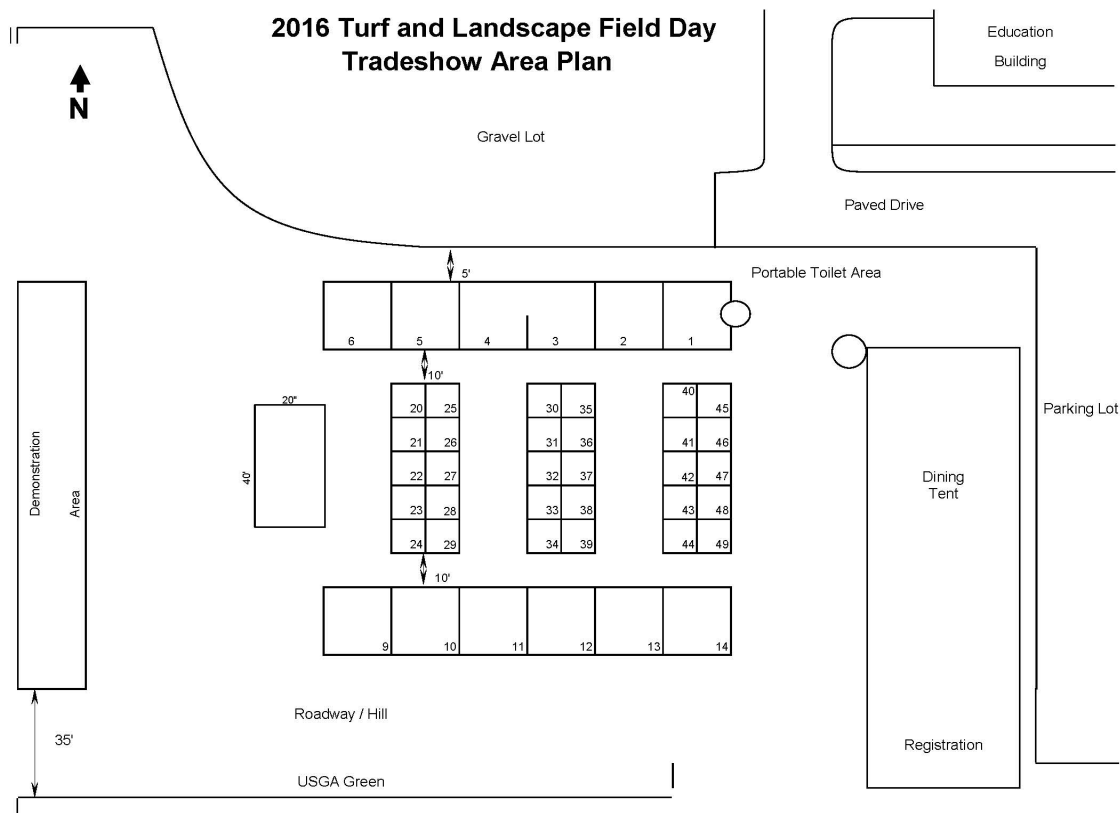 2016 Turf and Landscape Field Day
Tradeshow Area Plan
Education
Building
N
Gravel Lot
Paved Drive
Portable Toilet Area
5'
6 5 4 3 2 1
10'
20"
40'
20 25 30 35 40 45
21 26 31 36 41 46
22 27 32 37 42 47
23 28 33 38 43 48
24 29 34 39 44 49
Parking Lot
Demonstration
Area
Dining
Tent
10'
9 10 11 12 13 14
Roadway / Hill
35'
Registration
USGA Green